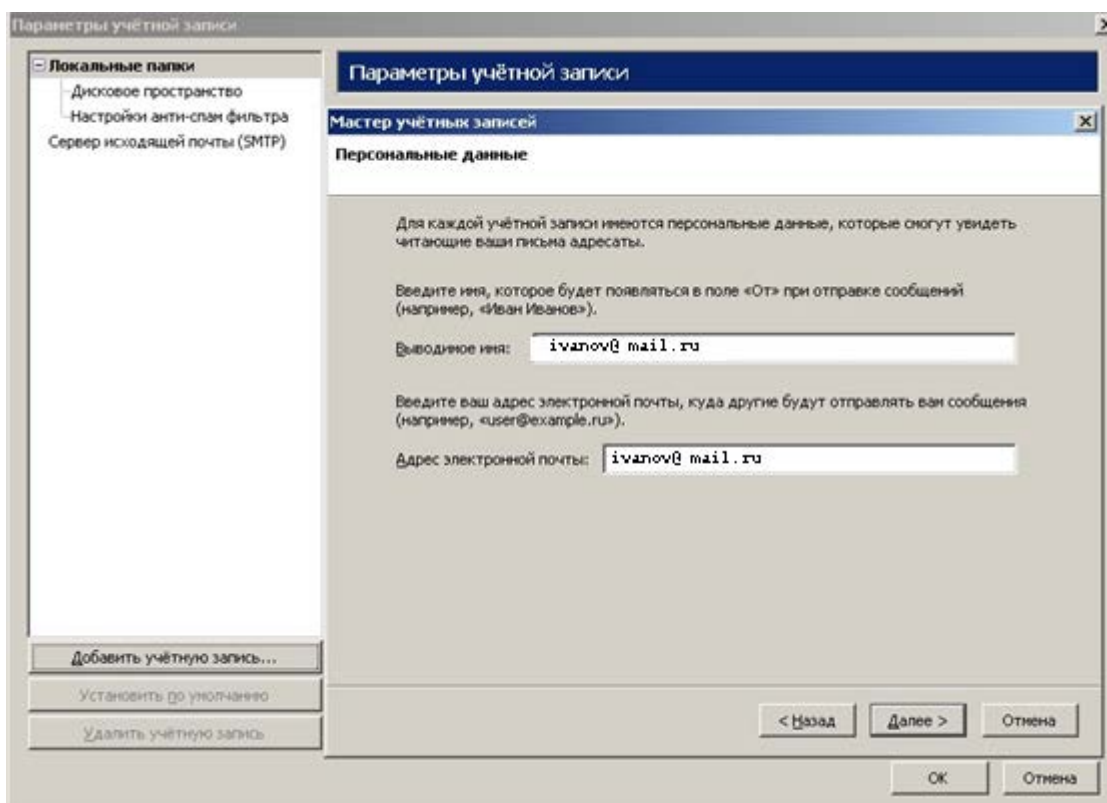 Параметры учётной записи
Локальные папки
Дисковое пространство
Настройки анти-спам фильтра
Сервер исходящей почты (SMTP)
Параметры учётной записи
Мастер учётных записей
Персональные данные
Для каждой учётной записи имеются персональные данные, которые смогут увидеть
читающие ваши письма адресаты.
Введите имя, которое будет появляться в поле «От» при отправке сообщений
(например, «Иван Иванов»).
Выводимое имя: ivanov@ mail.ru
Введите ваш адрес электронной почты, куда другие будут отправлять вам сообщения
(например, «user@example.ru»).
Адрес электронной почты: ivanov@ mail.ru
Добавить учётную запись...
Установить по умолчанию
Удалить учётную запись
< Назад Далее > Отмена
OK Отмена